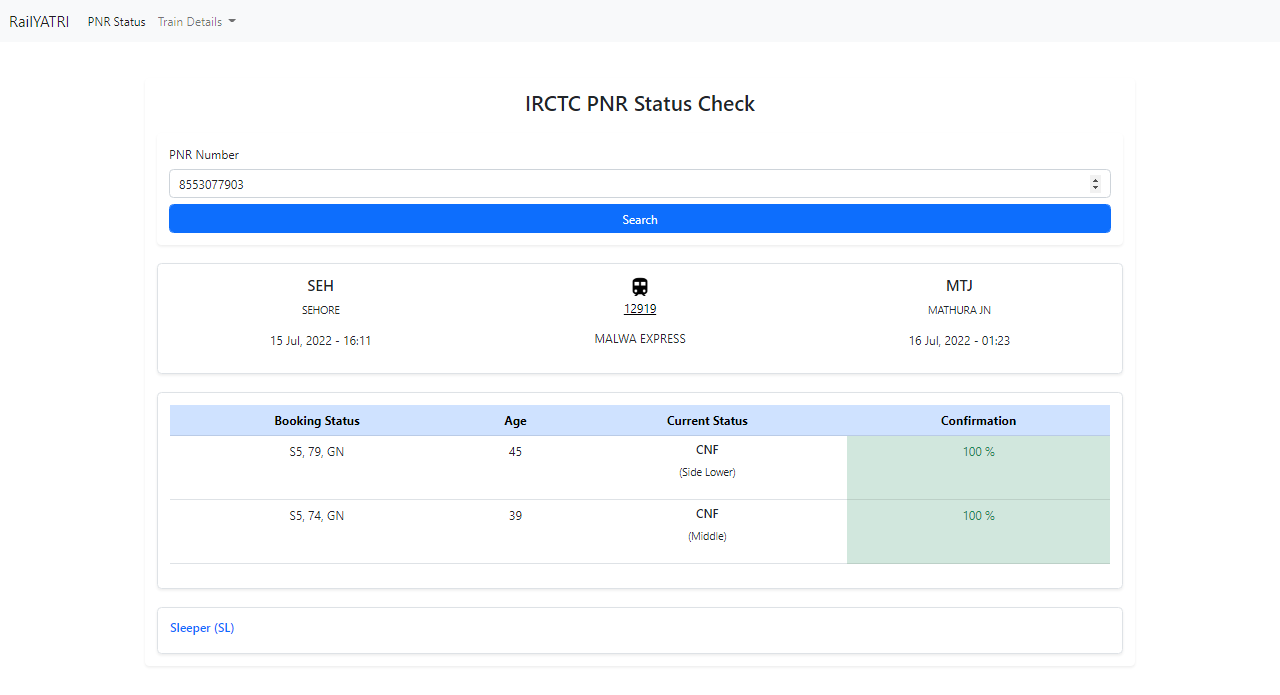 RailYATRI PNR Status Train Details
IRCTC PNR Status Check
PNR Number
8553077903
Search
SEH 12919 MTJ
SEHORE MALWA EXPRESS MATHURA JN
15 Jul, 2022 - 16:11 16 Jul, 2022 - 01:23
Booking Status Age Current Status Confirmation
S5, 79, GN 45 CNF 100 %
(Side Lower)
S5, 74, GN 39 CNF 100 %
(Middle)
Sleeper (SL)